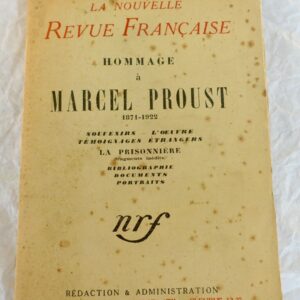 LA NOUVELLE
REVUE FRANÇAISE
HOMMAGE
à
MARCEL PROUST
1871-1922
SOUVENIRS - L'ŒUVRE
TÉMOIGNAGES ÉTRANGERS
LA PRISONNIÈRE
(fragments inédits)
BIBLIOGRAPHIE
DOCUMENTS
PORTRAITS
nrf
RÉDACTION & ADMINISTRATION